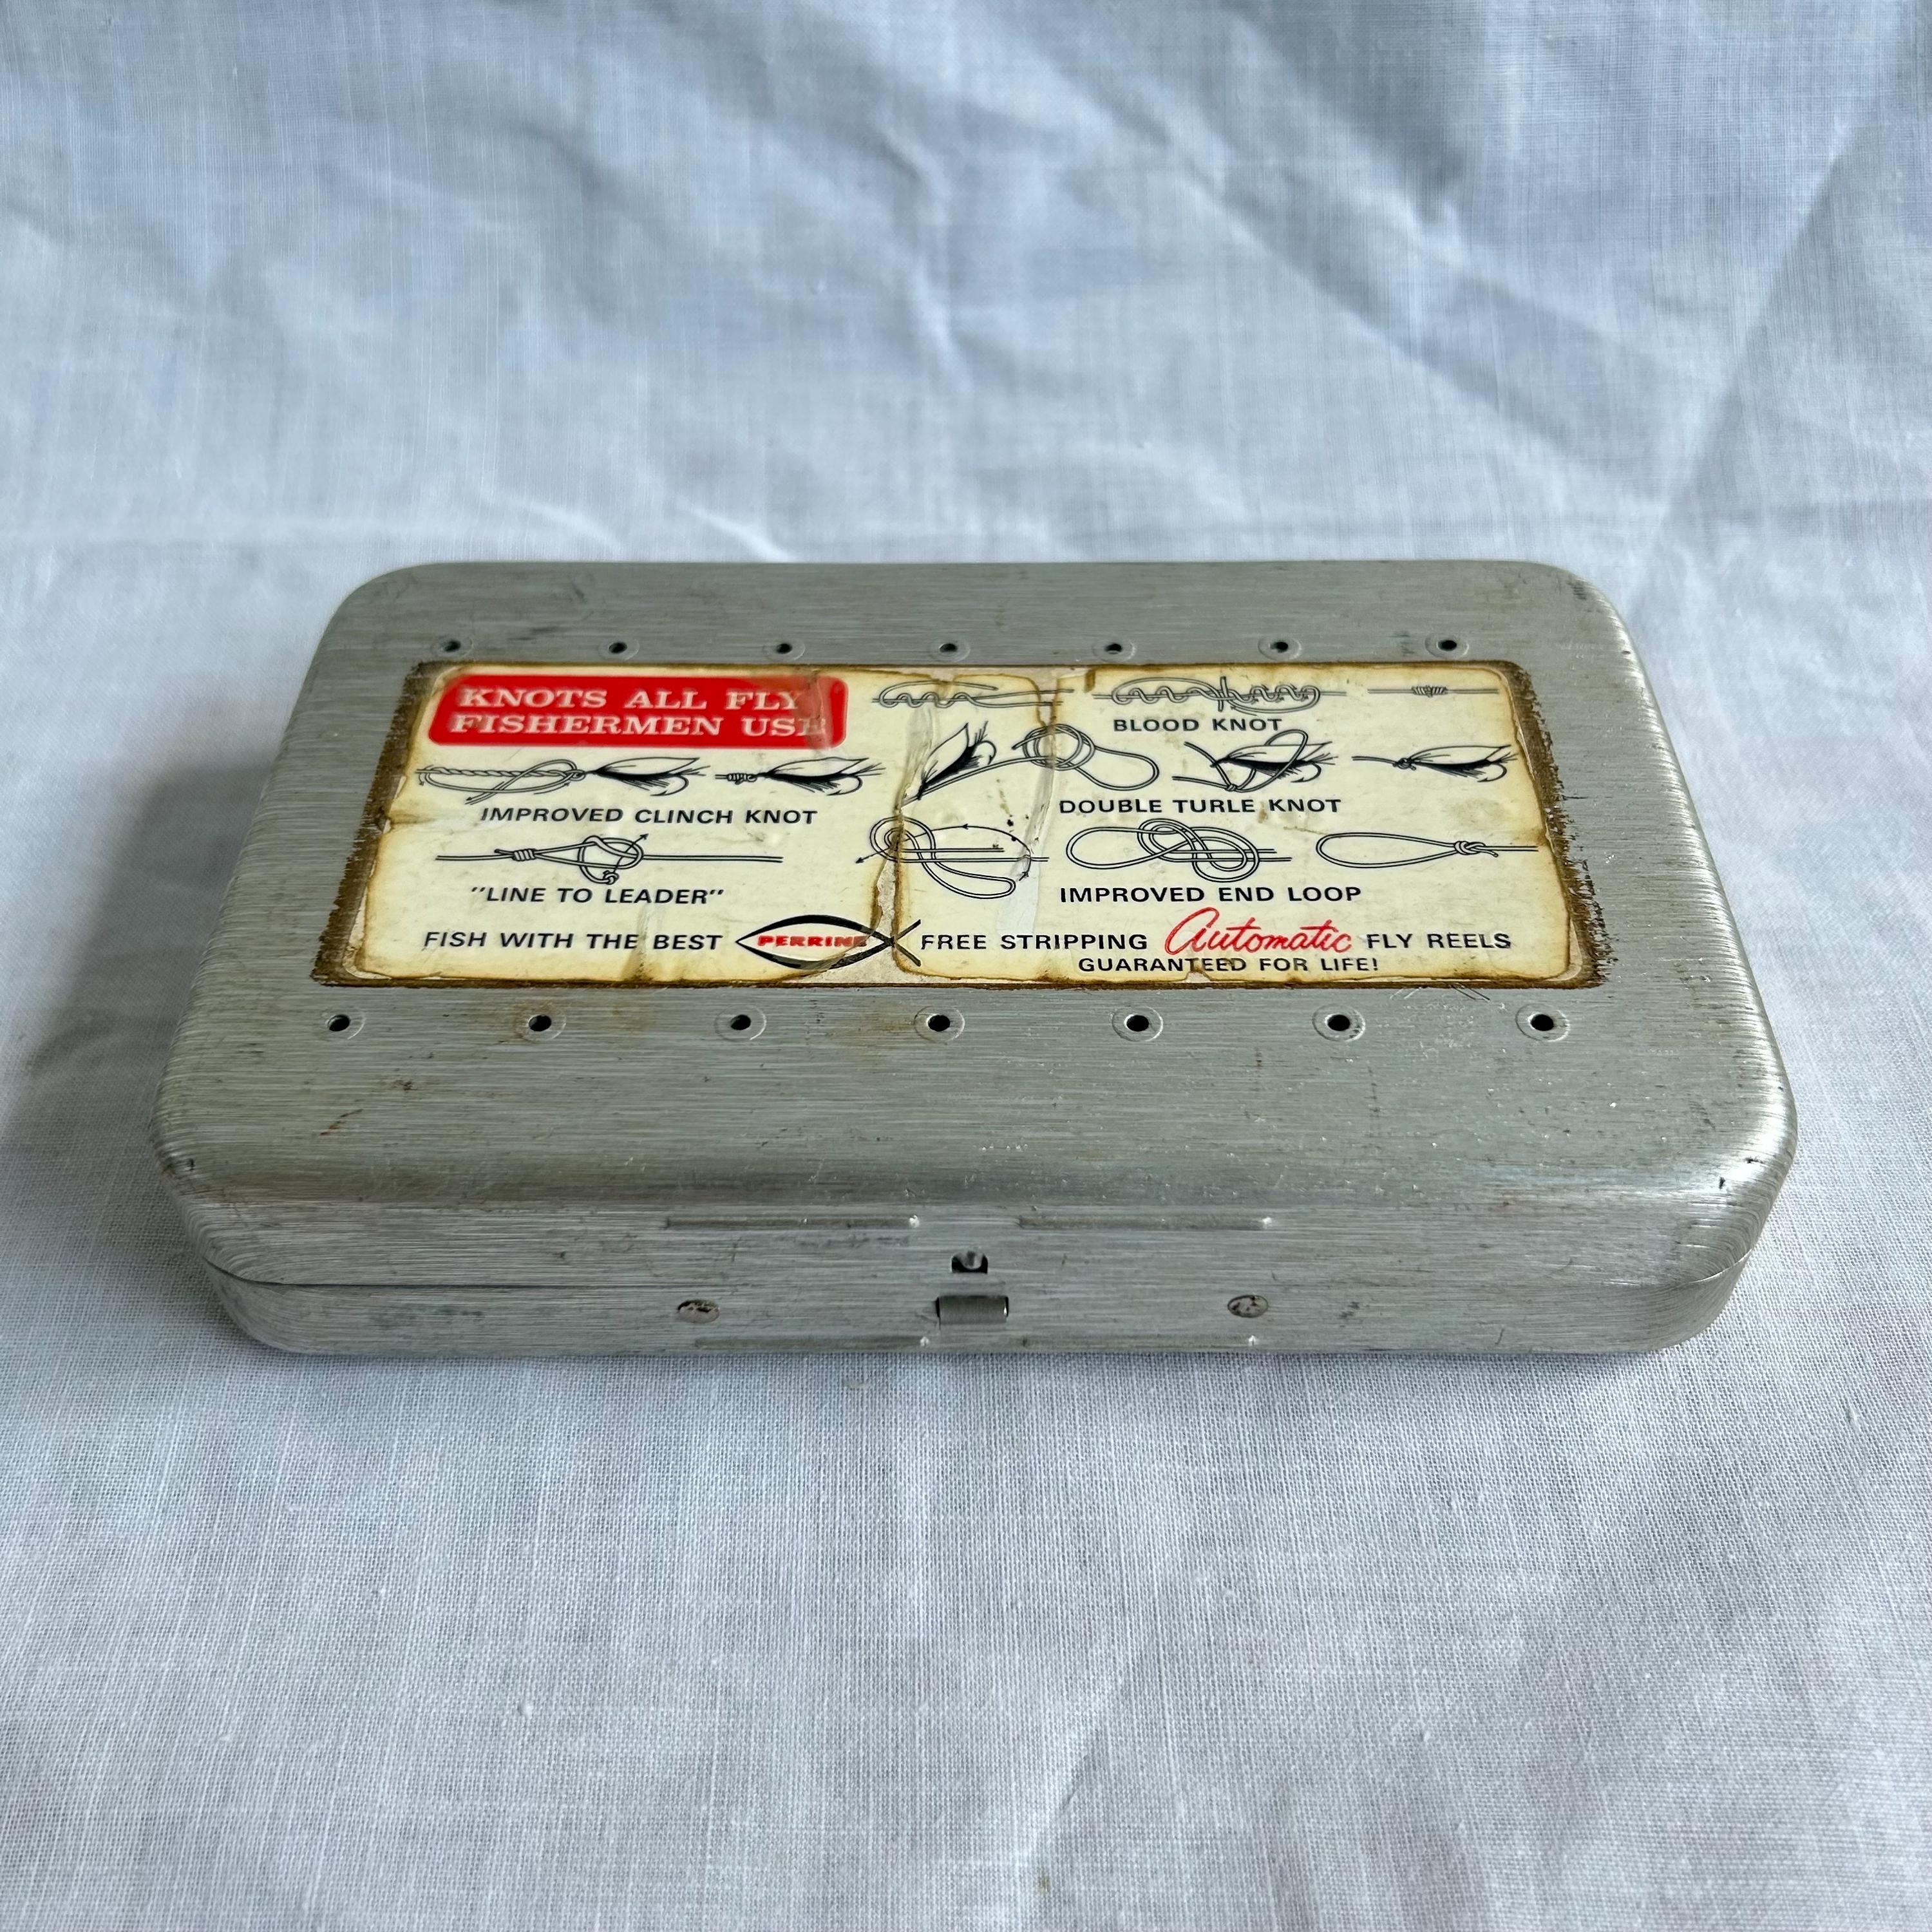 KNOTS ALL FLY
FISHERMEN USE
BLOOD KNOT
IMPROVED CLINCH KNOT
DOUBLE TURLE KNOT
"LINE TO LEADER"
IMPROVED END LOOP
FISH WITH THE BEST PERRINE FREE STRIPPING Automatic FLY REELS
GUARANTEED FOR LIFE!